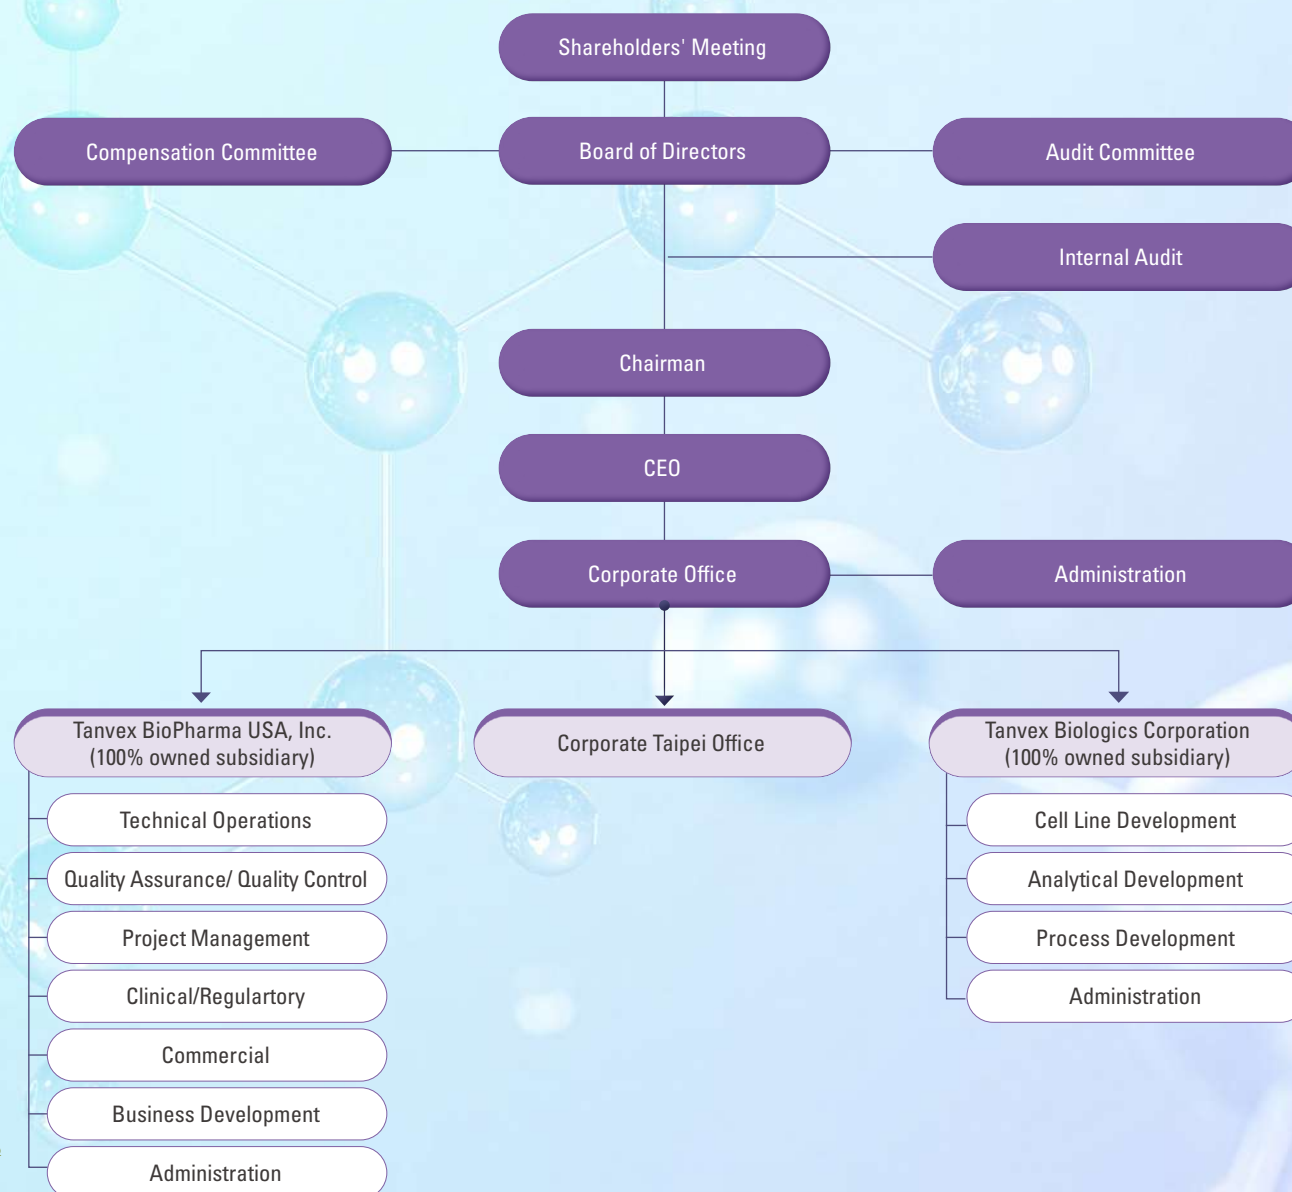 Shareholders' Meeting
Compensation Committee
Board of Directors
Audit Committee
Internal Audit
Chairman
CEO
Corporate Office
Administration
Tanvex BioPharma USA, Inc.
(100% owned subsidiary)
Corporate Taipei Office
Tanvex Biologics Corporation
(100% owned subsidiary)
Technical Operations
Quality Assurance/ Quality Control
Project Management
Clinical/Regulartory
Commercial
Business Development
Administration
Cell Line Development
Analytical Development
Process Development
Administration